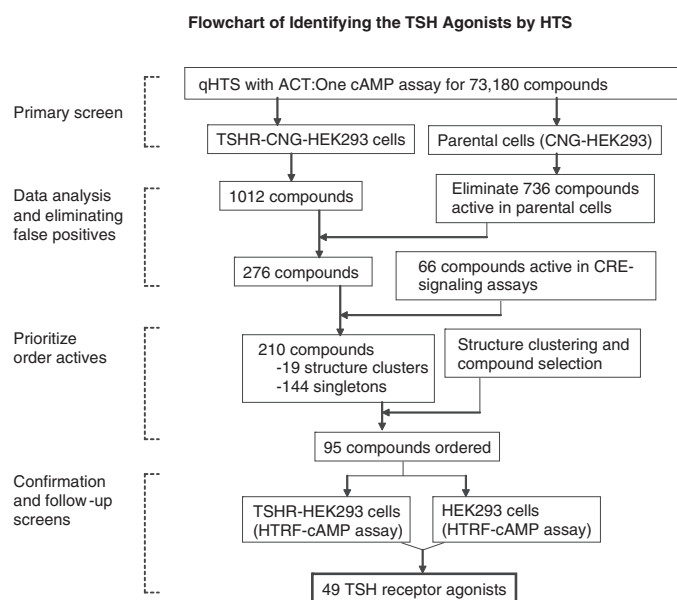 Flowchart of Identifying the TSH Agonists by HTS
Primary screen
qHTS with ACT:One cAMP assay for 73,180 compounds
TSHR-CNG-HEK293 cells
Parental cells (CNG-HEK293)
Data analysis
and eliminating
false positives
1012 compounds
Eliminate 736 compounds
active in parental cells
276 compounds
66 compounds active in CRE-
signaling assays
Prioritize
order actives
210 compounds
-19 structure clusters
-144 singletons
Structure clustering and
compound selection
95 compounds ordered
Confirmation
and follow-up
screens
TSHR-HEK293 cells
(HTRF-cAMP assay)
HEK293 cells
(HTRF-cAMP assay)
49 TSH receptor agonists